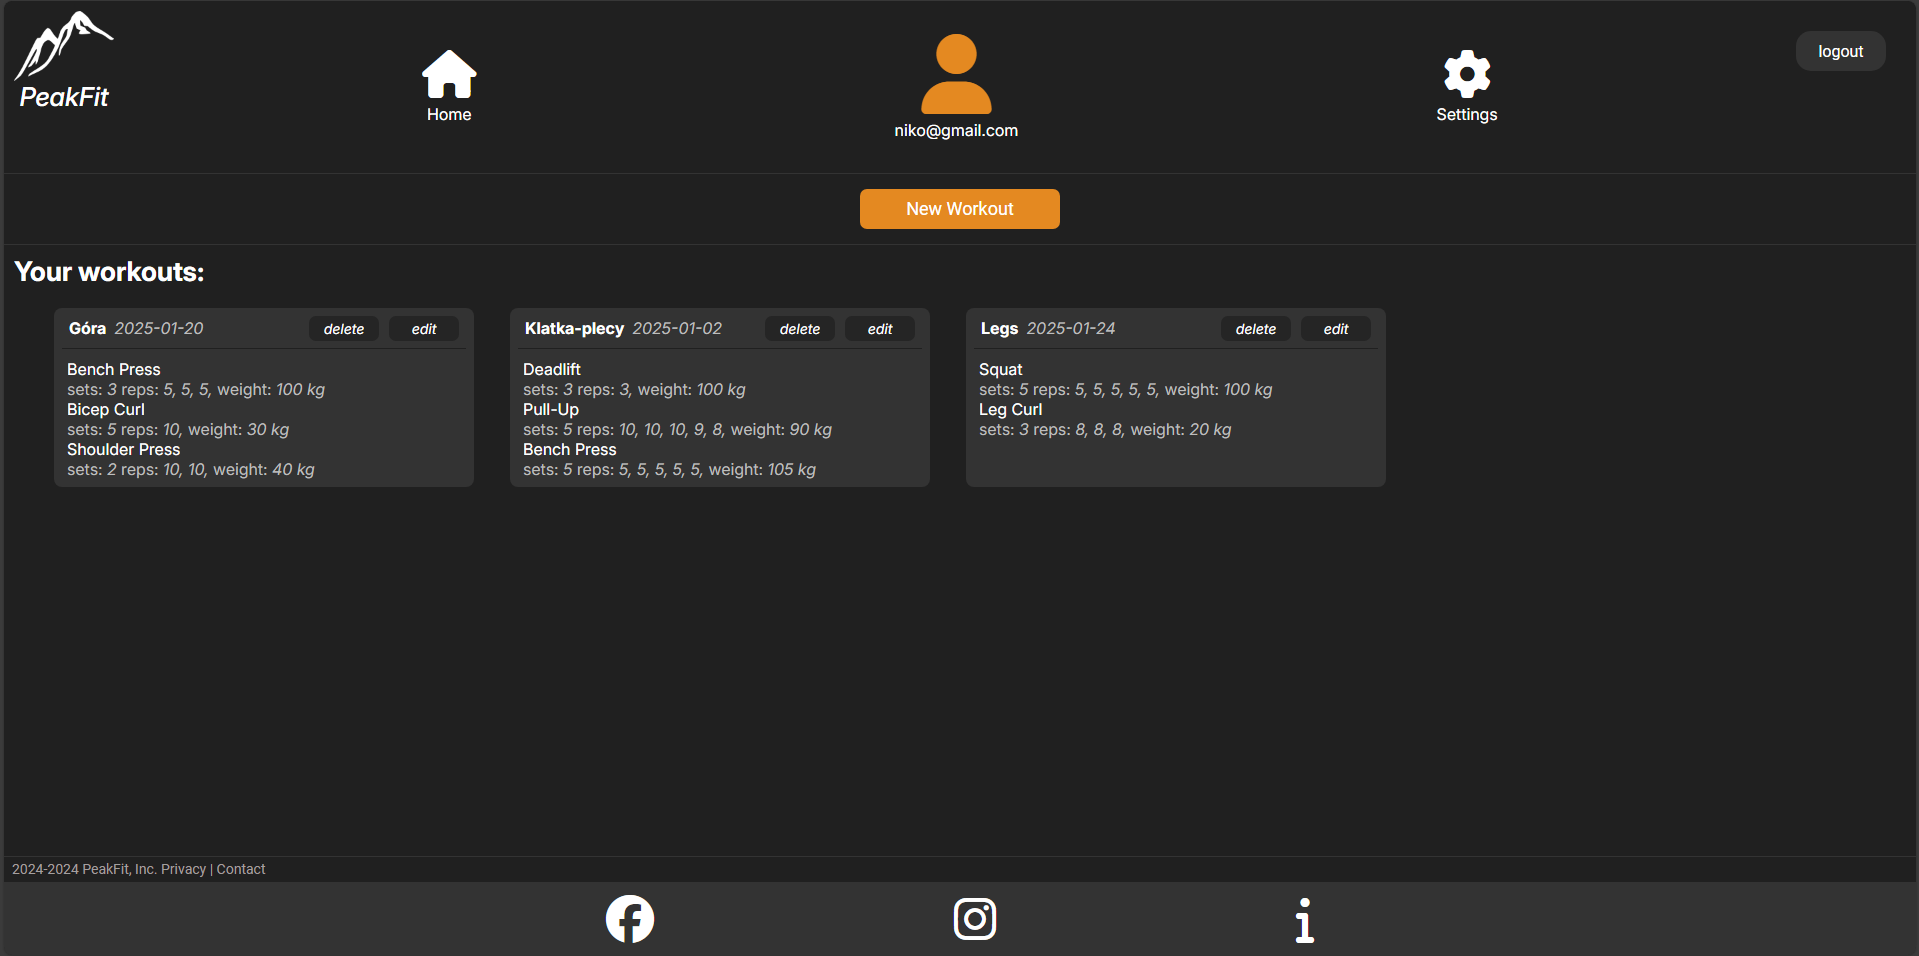 PeakFit
Home
niko@gmail.com
Settings
logout
New Workout
Your workouts:
Góra 2025-01-20 delete edit
Bench Press
sets: 3 reps: 5, 5, 5, weight: 100 kg
Bicep Curl
sets: 5 reps: 10, weight: 30 kg
Shoulder Press
sets: 2 reps: 10, 10, weight: 40 kg
Klatka-plecy 2025-01-02 delete edit
Deadlift
sets: 3 reps: 3, weight: 100 kg
Pull-Up
sets: 5 reps: 10, 10, 10, 9, 8, weight: 90 kg
Bench Press
sets: 5 reps: 5, 5, 5, 5, 5, weight: 105 kg
Legs 2025-01-24 delete edit
Squat
sets: 5 reps: 5, 5, 5, 5, 5, weight: 100 kg
Leg Curl
sets: 3 reps: 8, 8, 8, weight: 20 kg
2024-2024 PeakFit, Inc. Privacy | Contact